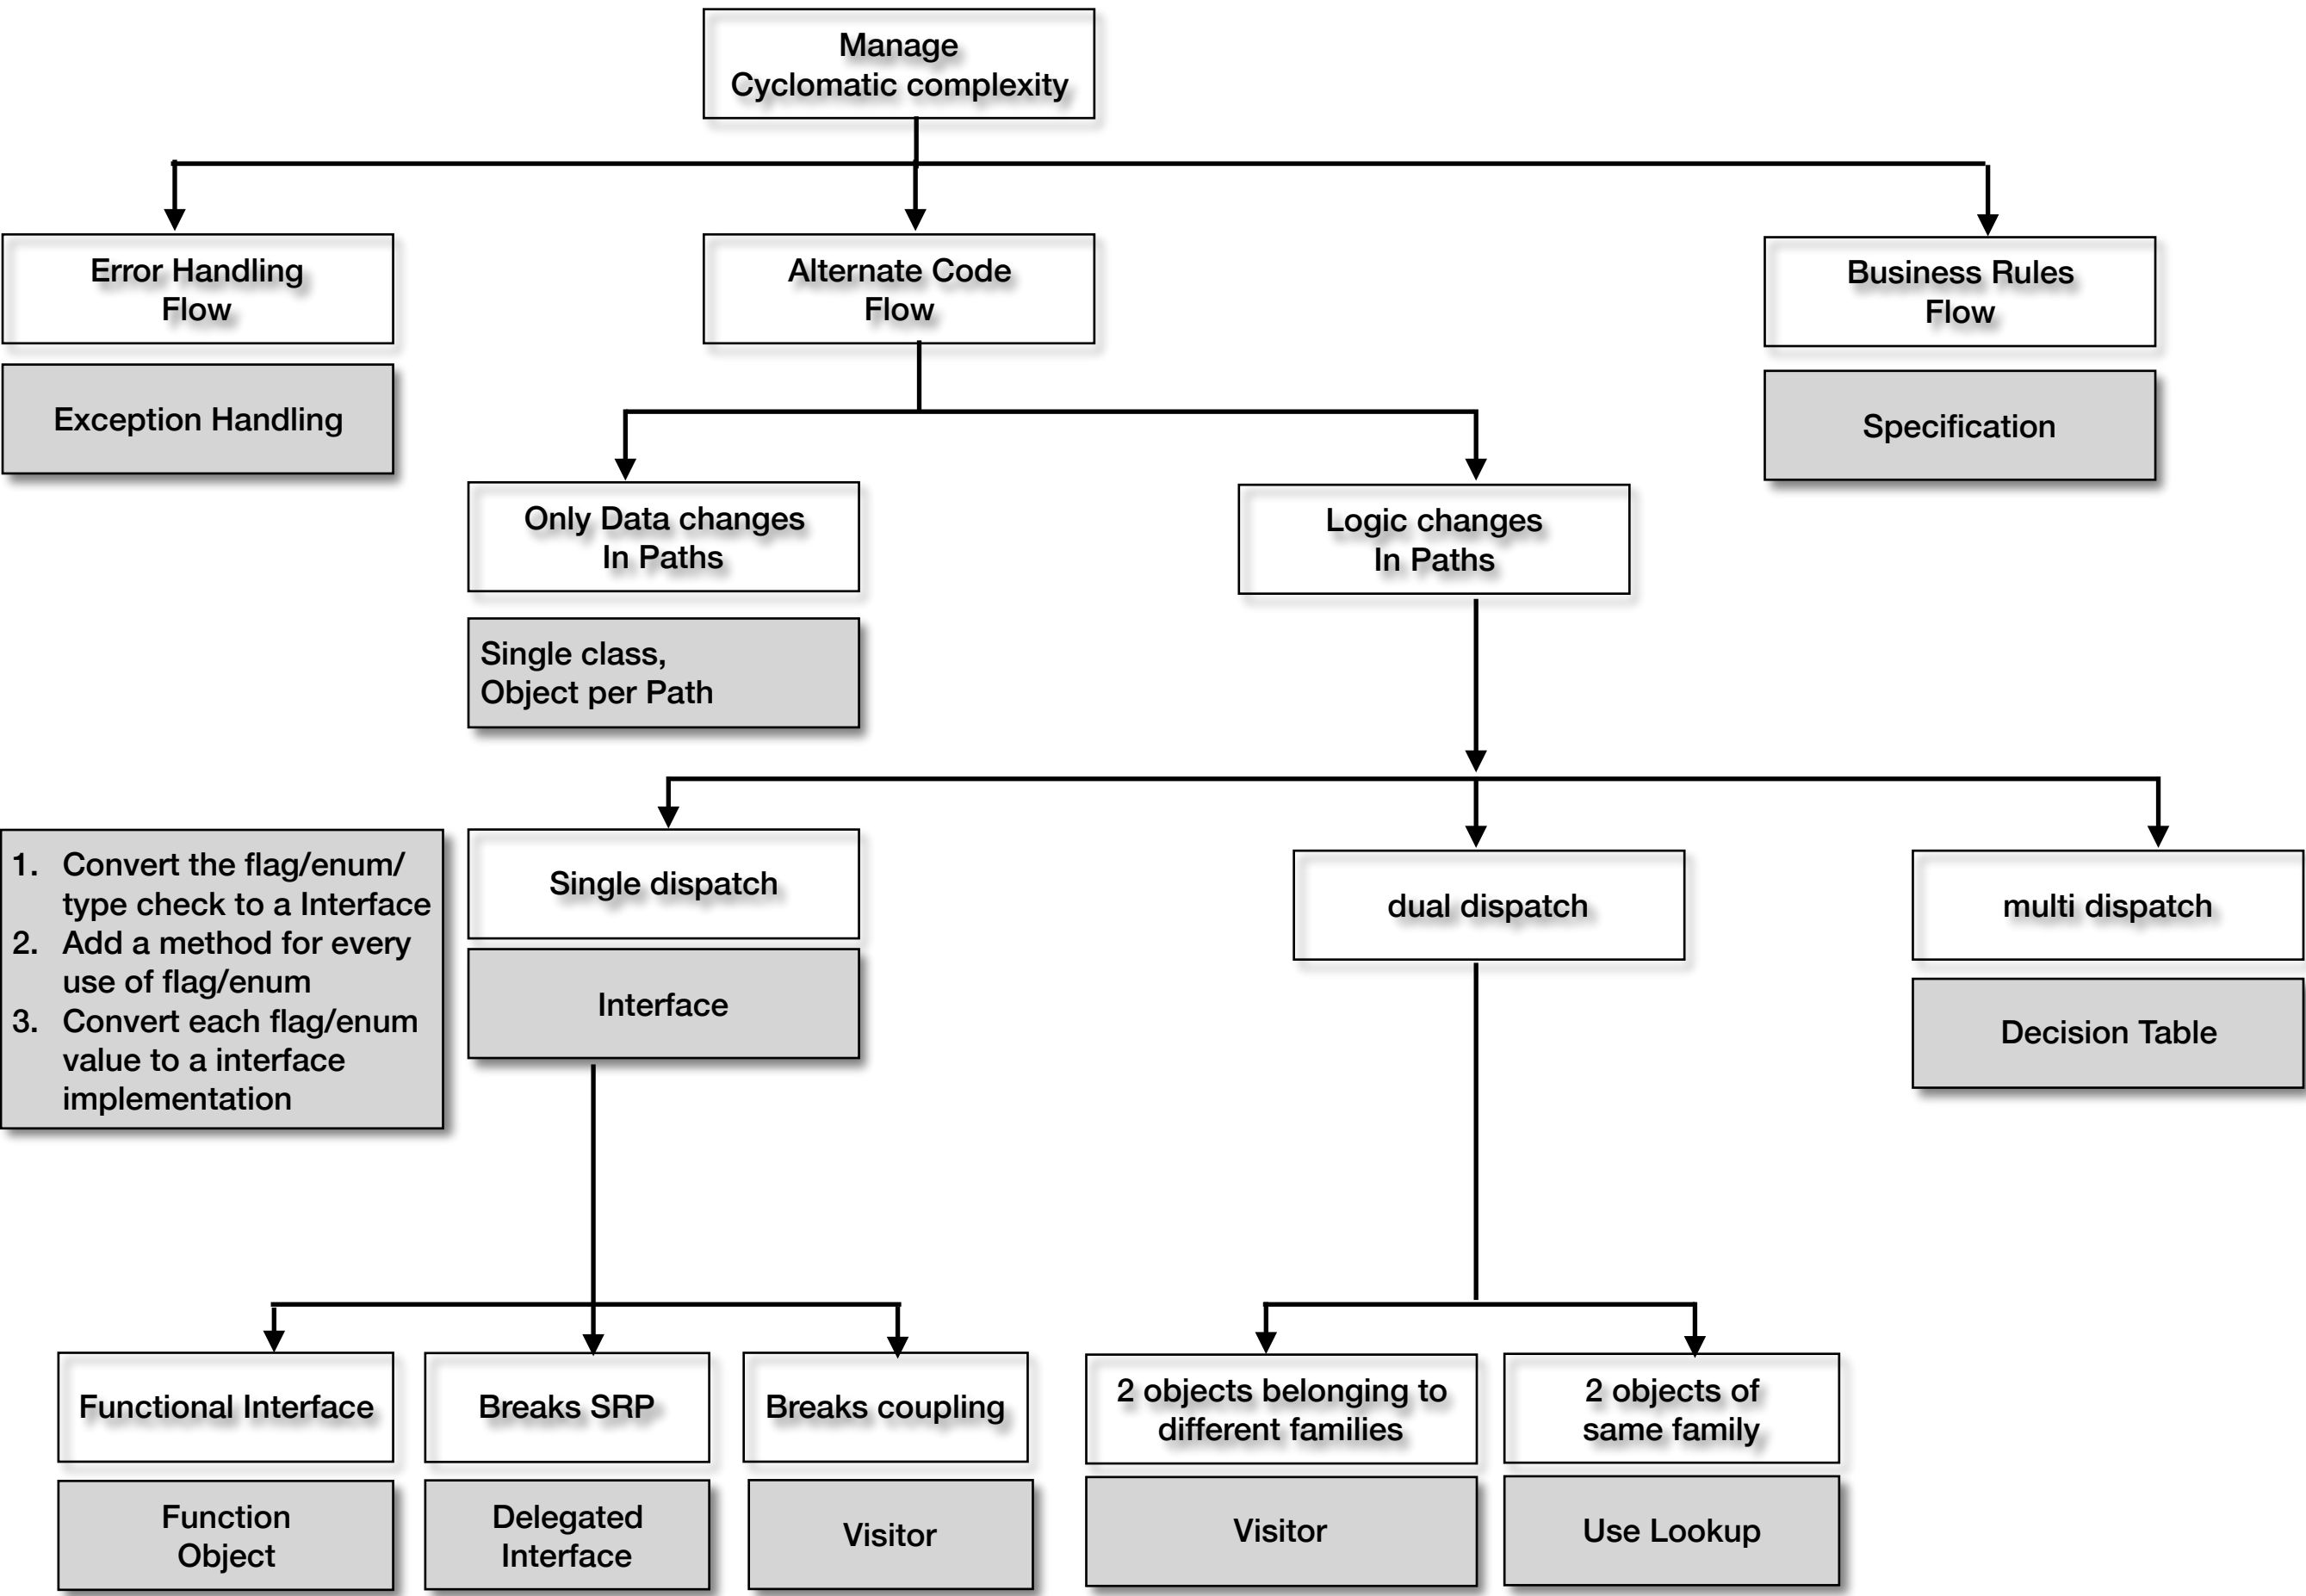 Manage
Cyclomatic complexity
Error Handling
Flow
Alternate Code
Flow
Business Rules
Flow
Exception Handling
Specification
Only Data changes
In Paths
Logic changes
In Paths
Single class,
Object per Path
1. Convert the flag/enum/
type check to a Interface
2. Add a method for every
use of flag/enum
3. Convert each flag/enum
value to a interface
implementation
Single dispatch
dual dispatch
multi dispatch
Interface
Decision Table
Functional Interface
Breaks SRP
Breaks coupling
2 objects belonging to
different families
2 objects of
same family
Function
Object
Delegated
Interface
Visitor
Visitor
Use Lookup